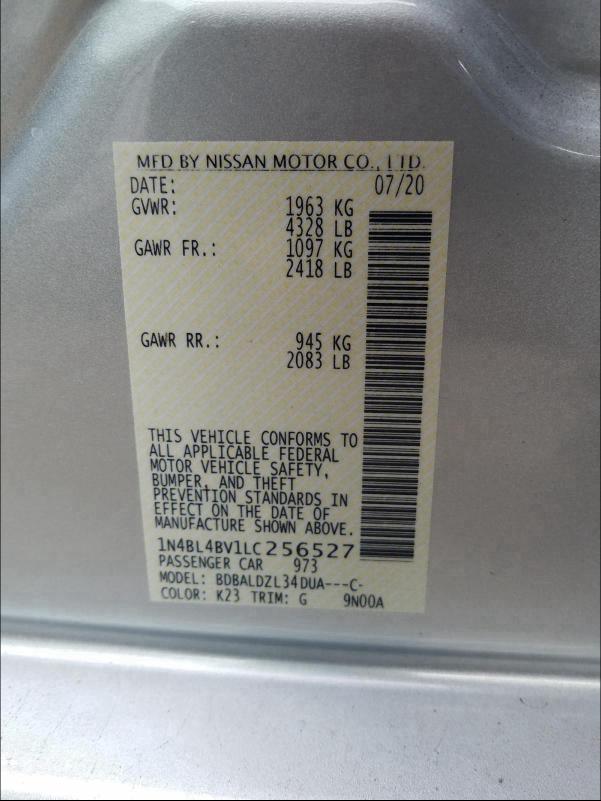 MFD BY NISSAN MOTOR CO., LTD.
DATE: 07/20
GVWR: 1963 KG
4328 LB
GAWR FR.: 1097 KG
2418 LB
GAWR RR.: 945 KG
2083 LB
THIS VEHICLE CONFORMS TO
ALL APPLICABLE FEDERAL
MOTOR VEHICLE SAFETY,
BUMPER, AND THEFT
PREVENTION STANDARDS IN
EFFECT ON THE DATE OF
MANUFACTURE SHOWN ABOVE.
1N4BL4BV1LC256527
PASSENGER CAR 973
MODEL: BDBALDZL34DUA---C-
COLOR: K23 TRIM: G 9N00A